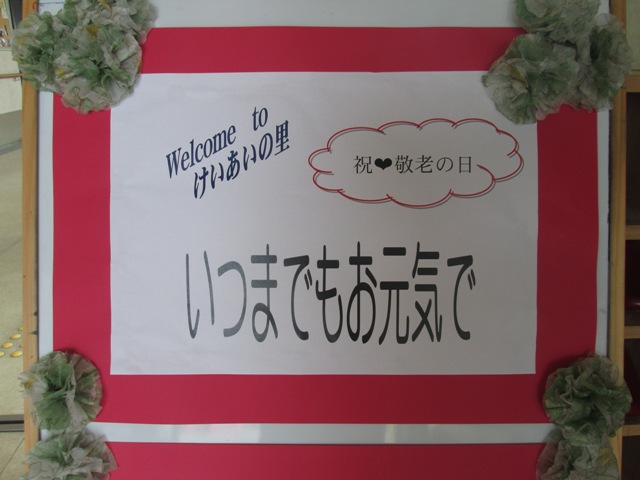 Welcome to
けいあいの里
祝❤敬老の日
いつまでもお元気で